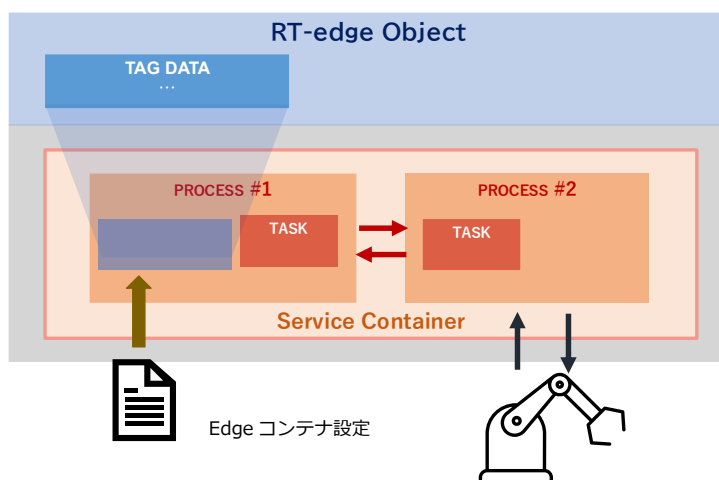 RT-edge Object
TAG DATA
…
PROCESS #1
PROCESS #2
TASK
TASK
Service Container
Edge コンテナ設定